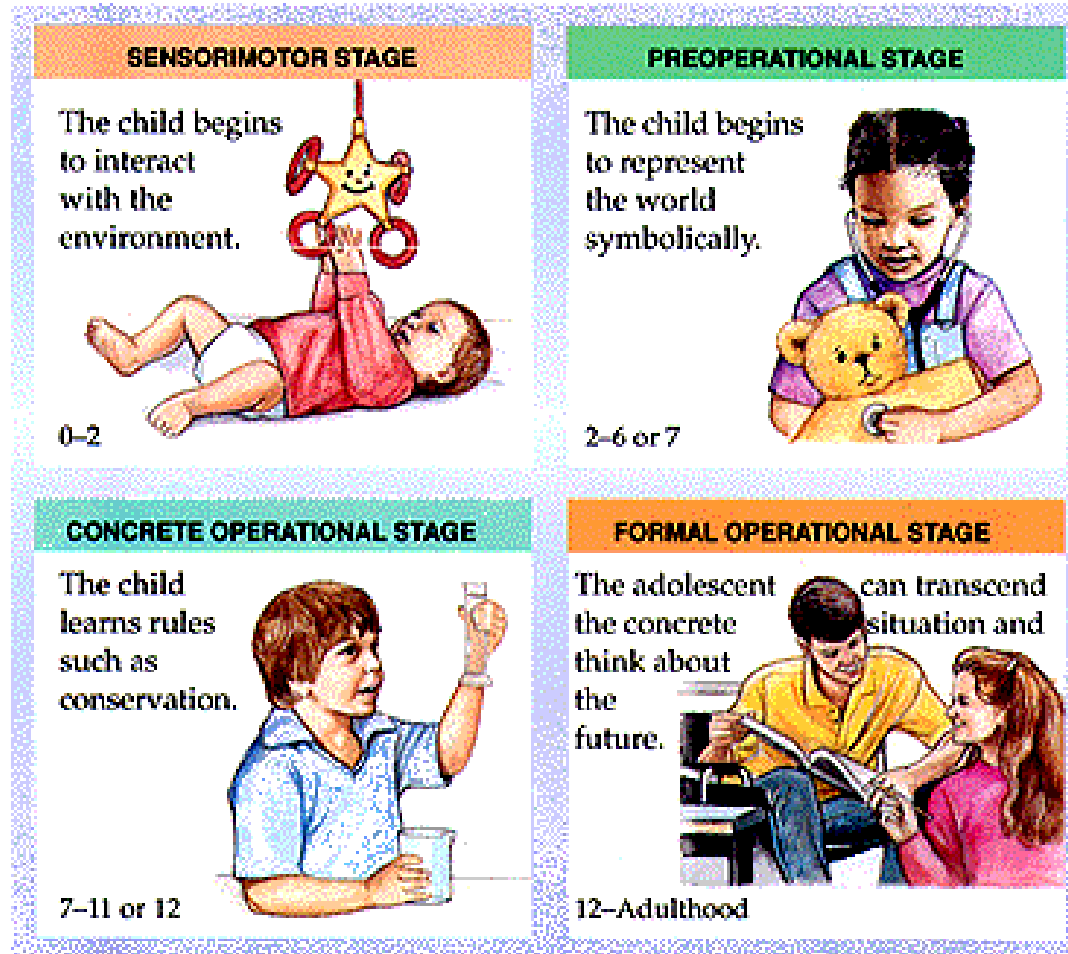 SENSORIMOTOR STAGE
The child begins
to interact
with the
environment.
0–2
PREOPERATIONAL STAGE
The child begins
to represent
the world
symbolically.
2–6 or 7
CONCRETE OPERATIONAL STAGE
The child
learns rules
such as
conservation.
7–11 or 12
FORMAL OPERATIONAL STAGE
The adolescent can transcend
the concrete situation and
think about
the
future.
12–Adulthood